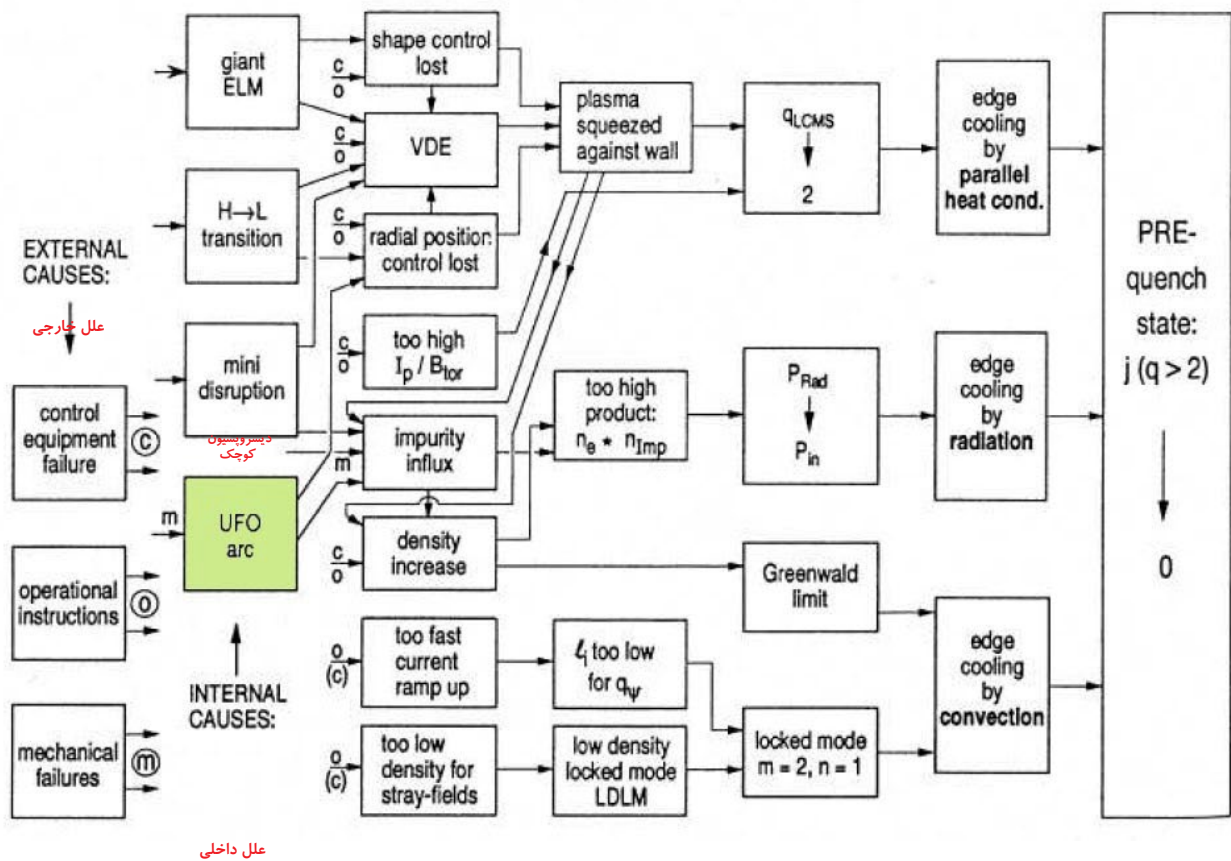 EXTERNAL
CAUSES:
علل خارجی
control
equipment
failure
c
operational
instructions
o
mechanical
failures
m
giant
ELM
H→L
transition
mini
disruption
دیسروپسیون
کوچک
m
UFO
arc
INTERNAL
CAUSES:
علل داخلی
c
o
shape control
lost
c
o
VDE
c
o
radial position
control lost
c
o
too high
Ip / Btor
m
impurity
influx
c
o
density
increase
o
(c)
too fast
current
ramp up
o
(c)
too low
density for
stray-fields
plasma
squeezed
against wall
too high
product:
ne * nImp
ℓi too low
for qψ
low density
locked mode
LDLM
qLCMS
2
PRad
Pin
Greenwald
limit
locked mode
m = 2, n = 1
edge
cooling
by
parallel
heat cond.
edge
cooling
by
radiation
edge
cooling
by
convection
PRE-
quench
state:
j (q > 2)
0